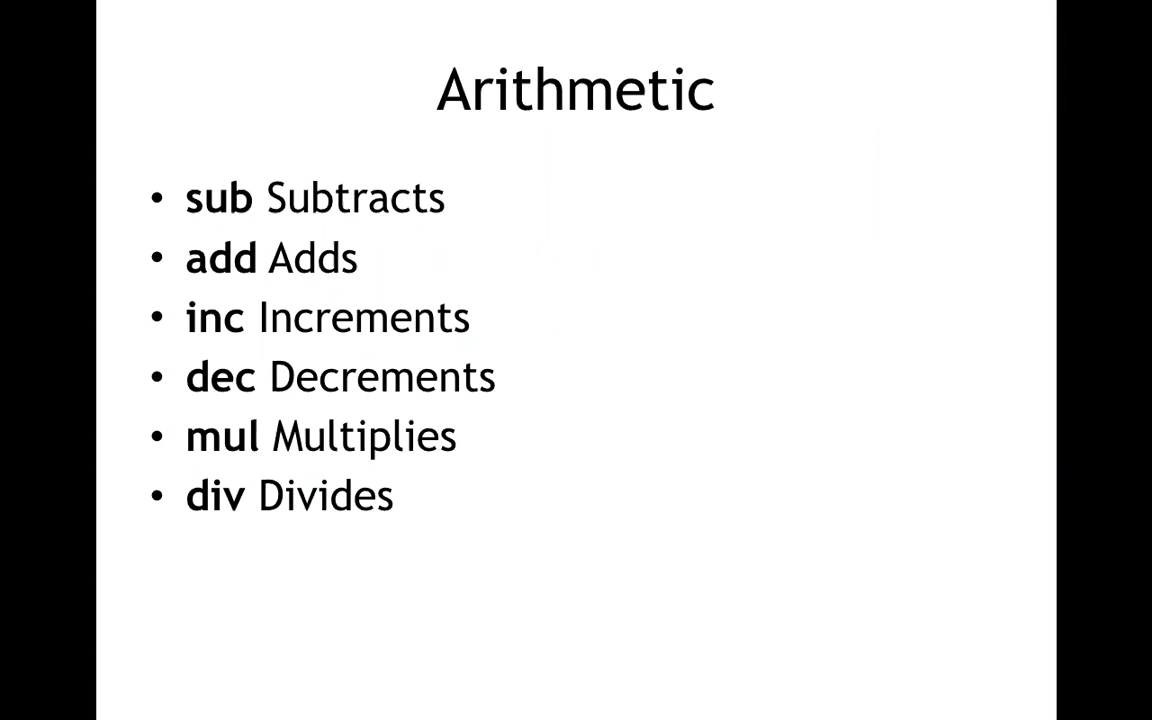 Arithmetic
• sub Subtracts
• add Adds
• inc Increments
• dec Decrements
• mul Multiplies
• div Divides